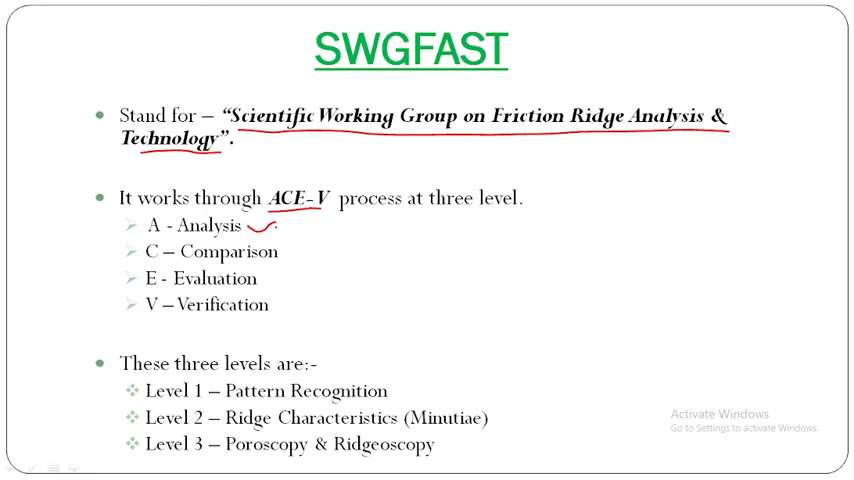 SWGFAST
Stand for – “Scientific Working Group on Friction Ridge Analysis &
Technology”.
It works through ACE-V process at three level.
A - Analysis
C – Comparison
E - Evaluation
V – Verification
These three levels are:-
Level 1 – Pattern Recognition
Level 2 – Ridge Characteristics (Minutiae)
Level 3 – Poroscopy & Ridgeoscopy
Activate Windows
Go to Settings to activate Windows.